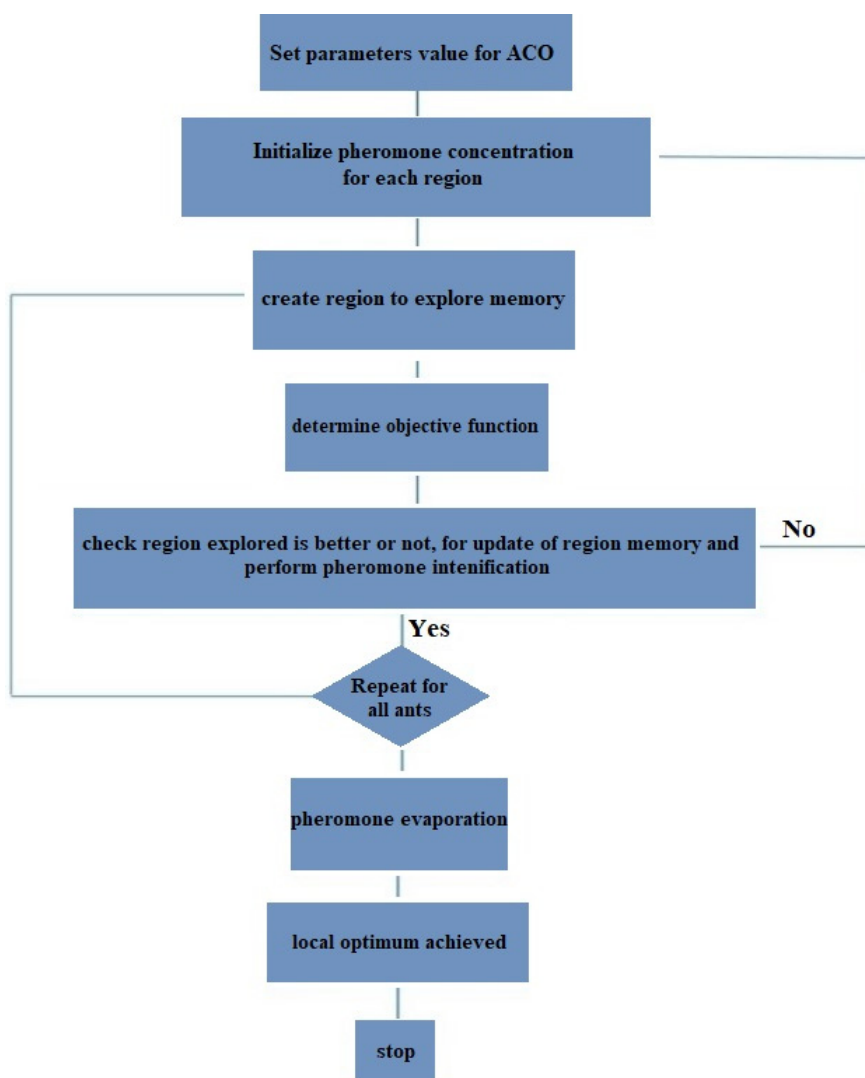 Set parameters value for ACO
Initialize pheromone concentration
for each region
create region to explore memory
determine objective function
check region explored is better or not, for update of region memory and
perform pheromone intenification
No
Yes
Repeat for
all ants
pheromone evaporation
local optimum achieved
stop